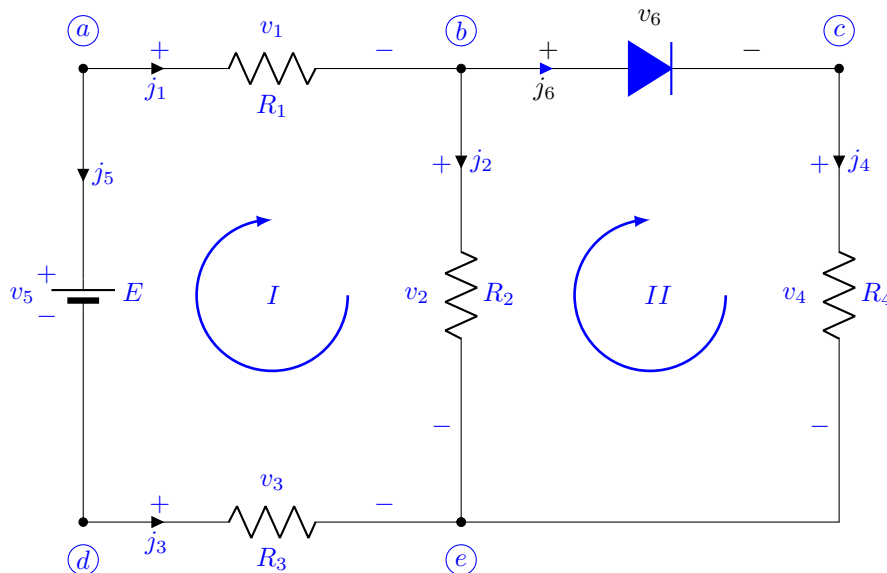 a v₁ b v₆ c
+ − + −
j₁ R₁ j₆
j₅ + j₂ + j₄
+ v₅ − E I v₂ R₂ II v₄ R₄
− −
v₃
+ −
j₃ R₃
d e